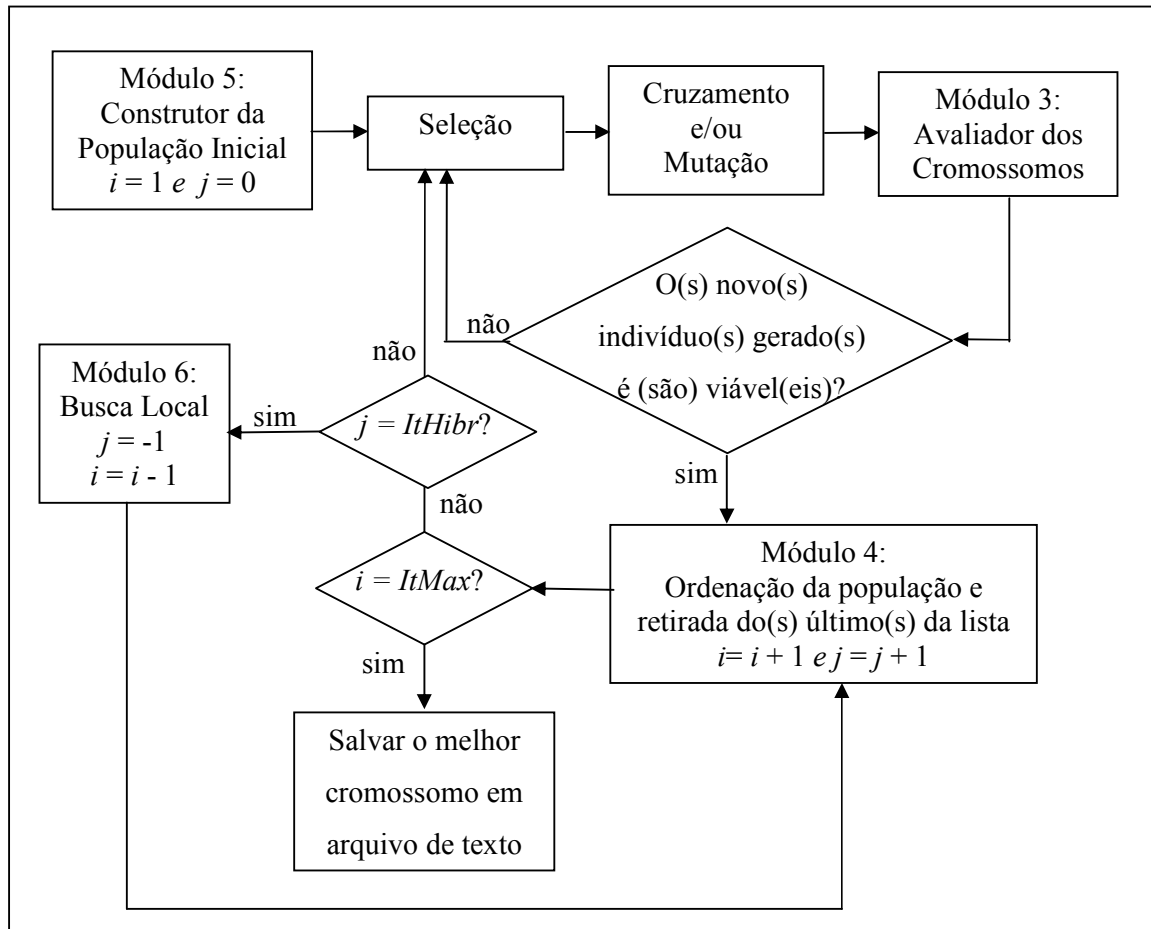 Módulo 5:
Construtor da
População Inicial
i = 1 e j = 0
Seleção
Cruzamento
e/ou
Mutação
Módulo 3:
Avaliador dos
Cromossomos
O(s) novo(s)
indivíduo(s) gerado(s)
é (são) viável(eis)?
não
não
sim
Módulo 6:
Busca Local
j = -1
i = i - 1
sim
j = ItHibr?
não
i = ItMax?
sim
Módulo 4:
Ordenação da população e
retirada do(s) último(s) da lista
i= i + 1 e j = j + 1
Salvar o melhor
cromossomo em
arquivo de texto